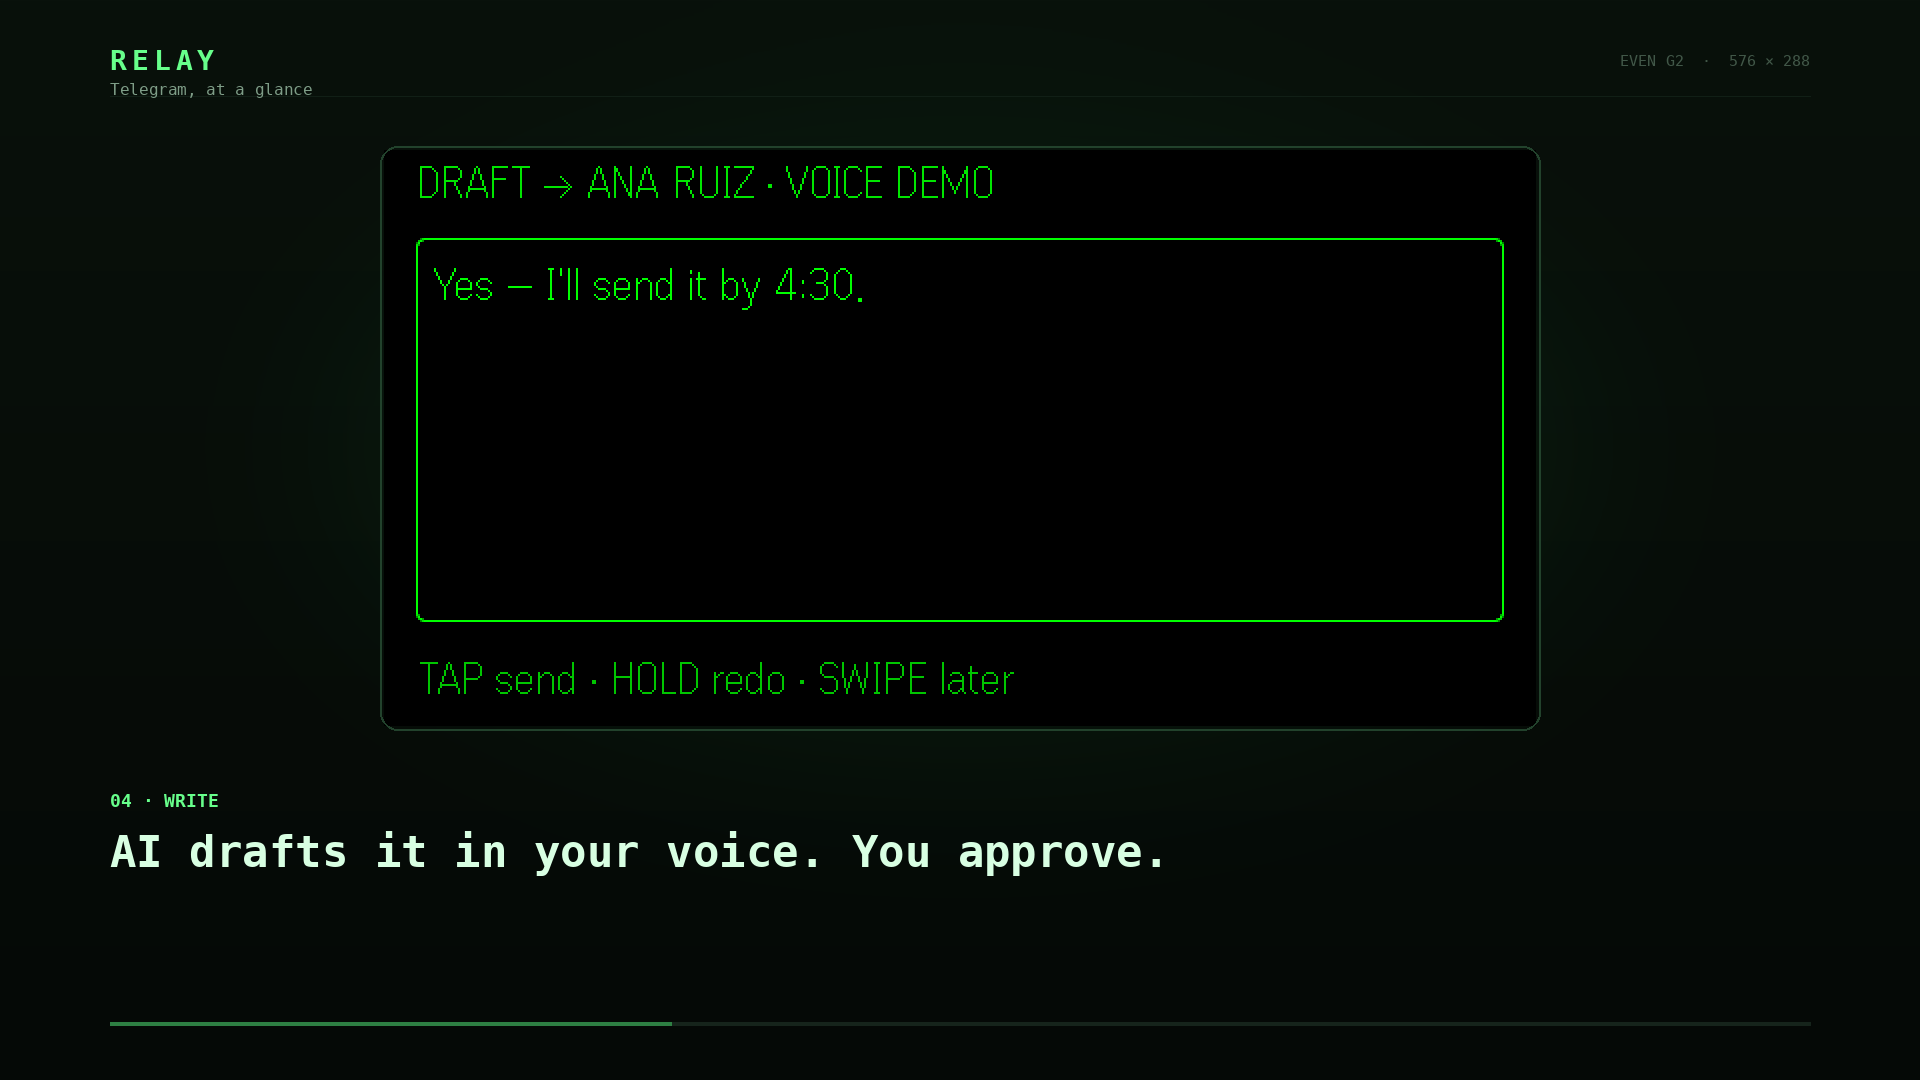 RELAY
Telegram, at a glance
EVEN G2 · 576 × 288
DRAFT → ANA RUIZ · VOICE DEMO
Yes — I'll send it by 4:30.
TAP send · HOLD redo · SWIPE later
04 · WRITE
AI drafts it in your voice. You approve.